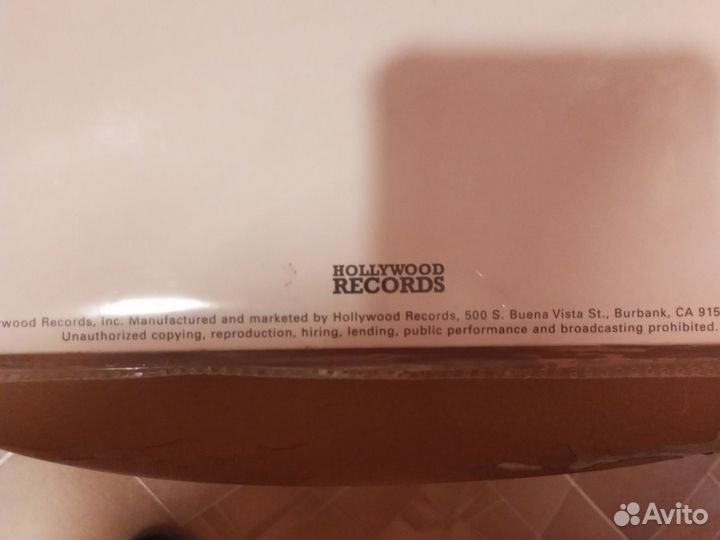 HOLLYWOOD
RECORDS
wood Records, Inc. Manufactured and marketed by Hollywood Records, 500 S. Buena Vista St., Burbank, CA 915
Unauthorized copying, reproduction, hiring, lending, public performance and broadcasting prohibited.
Avito